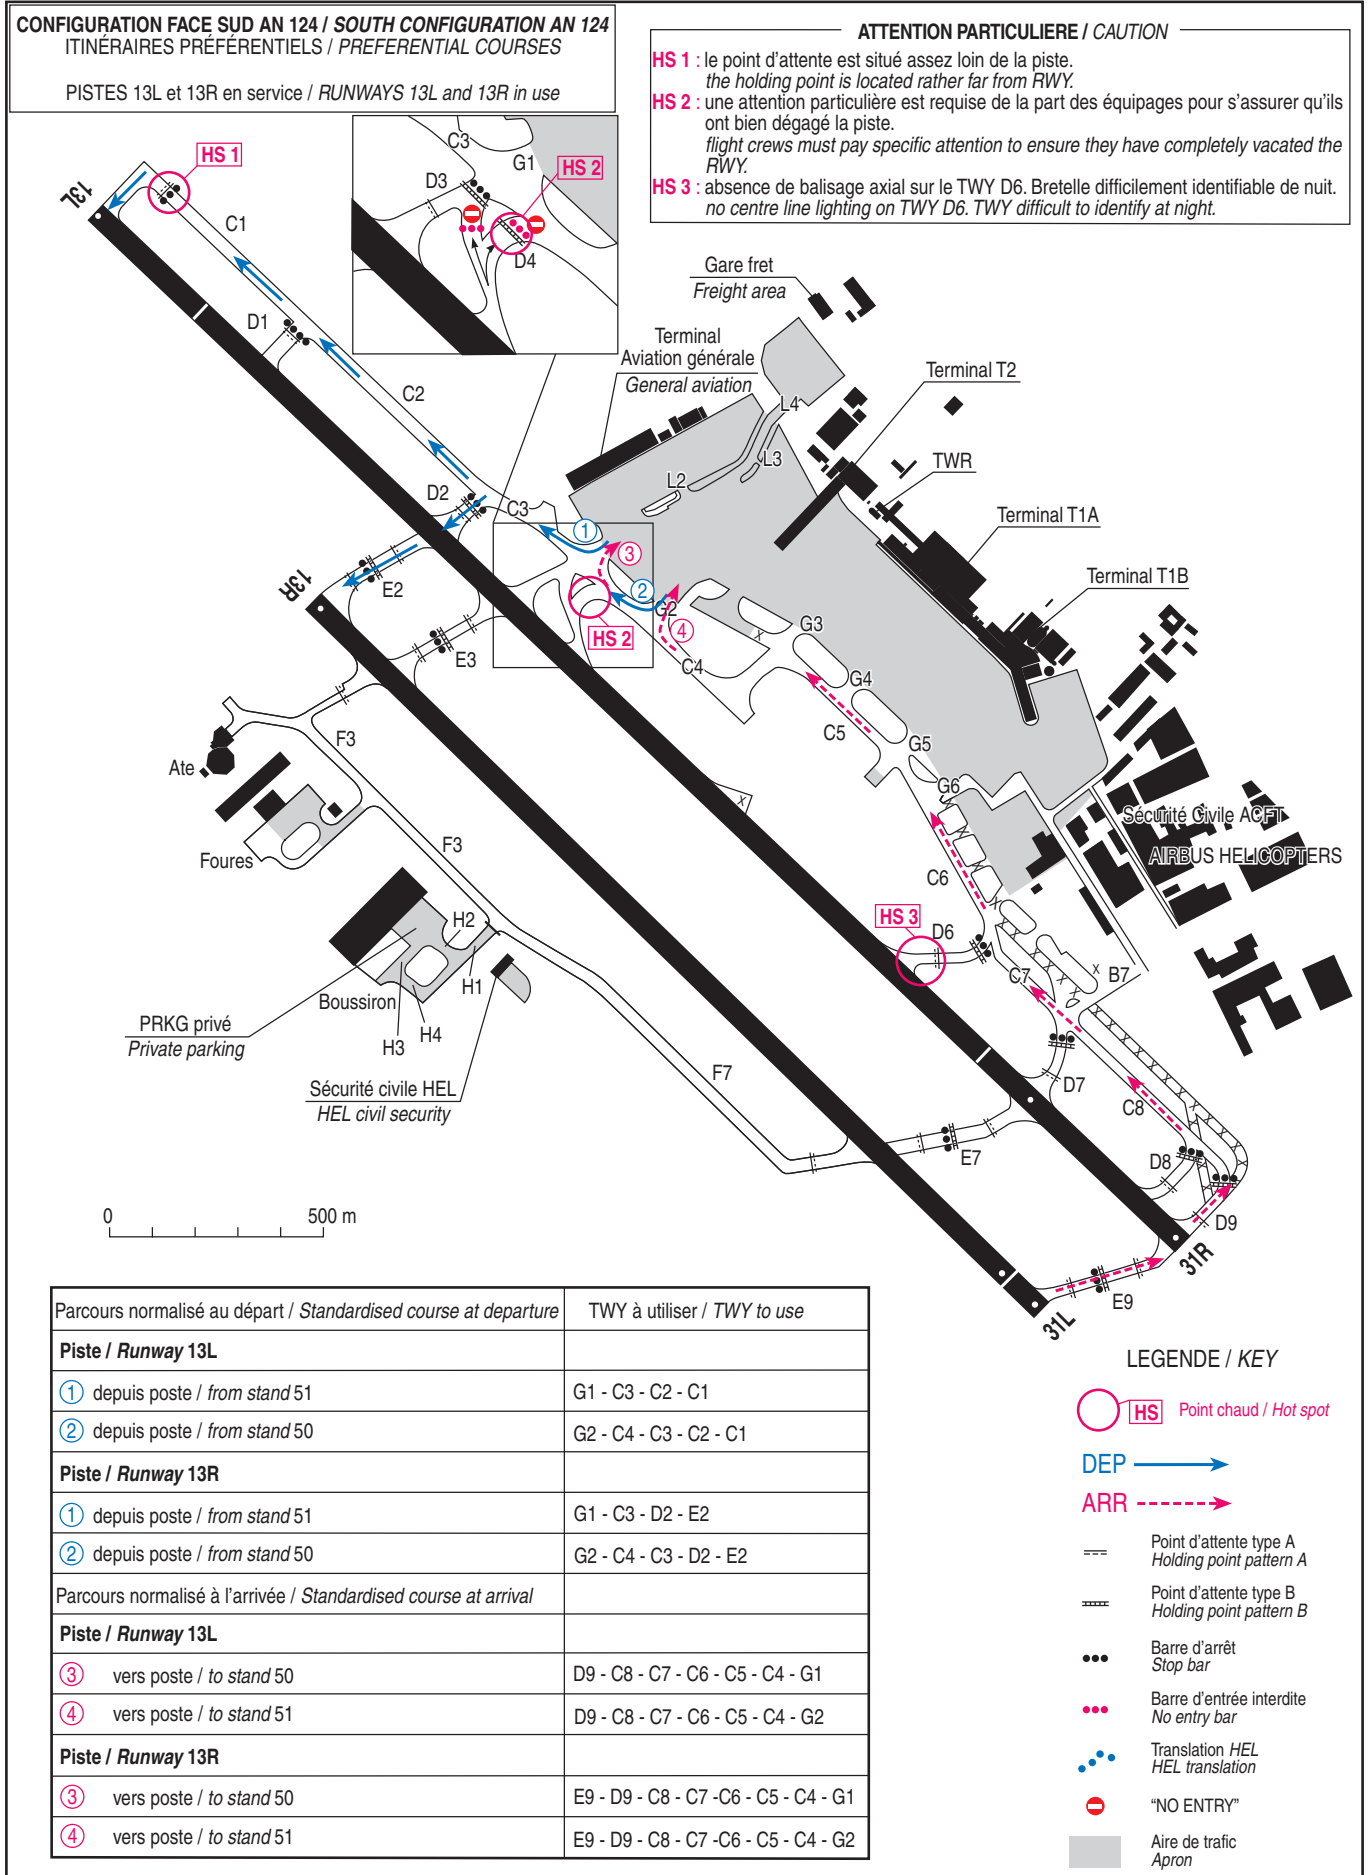 CONFIGURATION FACE SUD AN 124 / SOUTH CONFIGURATION AN 124
ITINÉRAIRES PRÉFÉRENTIELS / PREFERENTIAL COURSES
PISTES 13L et 13R en service / RUNWAYS 13L and 13R in use
ATTENTION PARTICULIERE / CAUTION
HS 1 : le point d'attente est situé assez loin de la piste.
the holding point is located rather far from RWY.
HS 2 : une attention particulière est requise de la part des équipages pour s'assurer qu'ils
ont bien dégagé la piste.
flight crews must pay specific attention to ensure they have completely vacated the
RWY.
HS 3 : absence de balisage axial sur le TWY D6. Bretelle difficilement identifiable de nuit.
no centre line lighting on TWY D6. TWY difficult to identify at night.
HS 1
C3
G1
HS 2
D3
D4
13L
C1
D1
C2
D2
C3
Gare fret
Freight area
Terminal
Aviation générale
General aviation
Terminal T2
L4
L3
L2
TWR
Terminal T1A
Terminal T1B
1
3
2
G2
4
HS 2
C4
13R
E2
E3
G3
G4
C5
G5
G6
F3
Ate
Foures
F3
Sécurité Civile ACFT
AIRBUS HELICOPTERS
C6
HS 3
D6
C7
B7
H2
H1
Boussiron
H4
H3
PRKG privé
Private parking
Sécurité civile HEL
HEL civil security
F7
D7
C8
E7
D8
D9
31R
E9
31L
0 500 m
Parcours normalisé au départ / Standardised course at departure TWY à utiliser / TWY to use
Piste / Runway 13L
1 depuis poste / from stand 51 G1 - C3 - C2 - C1
2 depuis poste / from stand 50 G2 - C4 - C3 - C2 - C1
Piste / Runway 13R
1 depuis poste / from stand 51 G1 - C3 - D2 - E2
2 depuis poste / from stand 50 G2 - C4 - C3 - D2 - E2
Parcours normalisé à l'arrivée / Standardised course at arrival
Piste / Runway 13L
3 vers poste / to stand 50 D9 - C8 - C7 - C6 - C5 - C4 - G1
4 vers poste / to stand 51 D9 - C8 - C7 - C6 - C5 - C4 - G2
Piste / Runway 13R
3 vers poste / to stand 50 E9 - D9 - C8 - C7 -C6 - C5 - C4 - G1
4 vers poste / to stand 51 E9 - D9 - C8 - C7 -C6 - C5 - C4 - G2
LEGENDE / KEY
HS Point chaud / Hot spot
DEP
ARR
Point d'attente type A
Holding point pattern A
Point d'attente type B
Holding point pattern B
Barre d'arrêt
Stop bar
Barre d'entrée interdite
No entry bar
Translation HEL
HEL translation
"NO ENTRY"
Aire de trafic
Apron